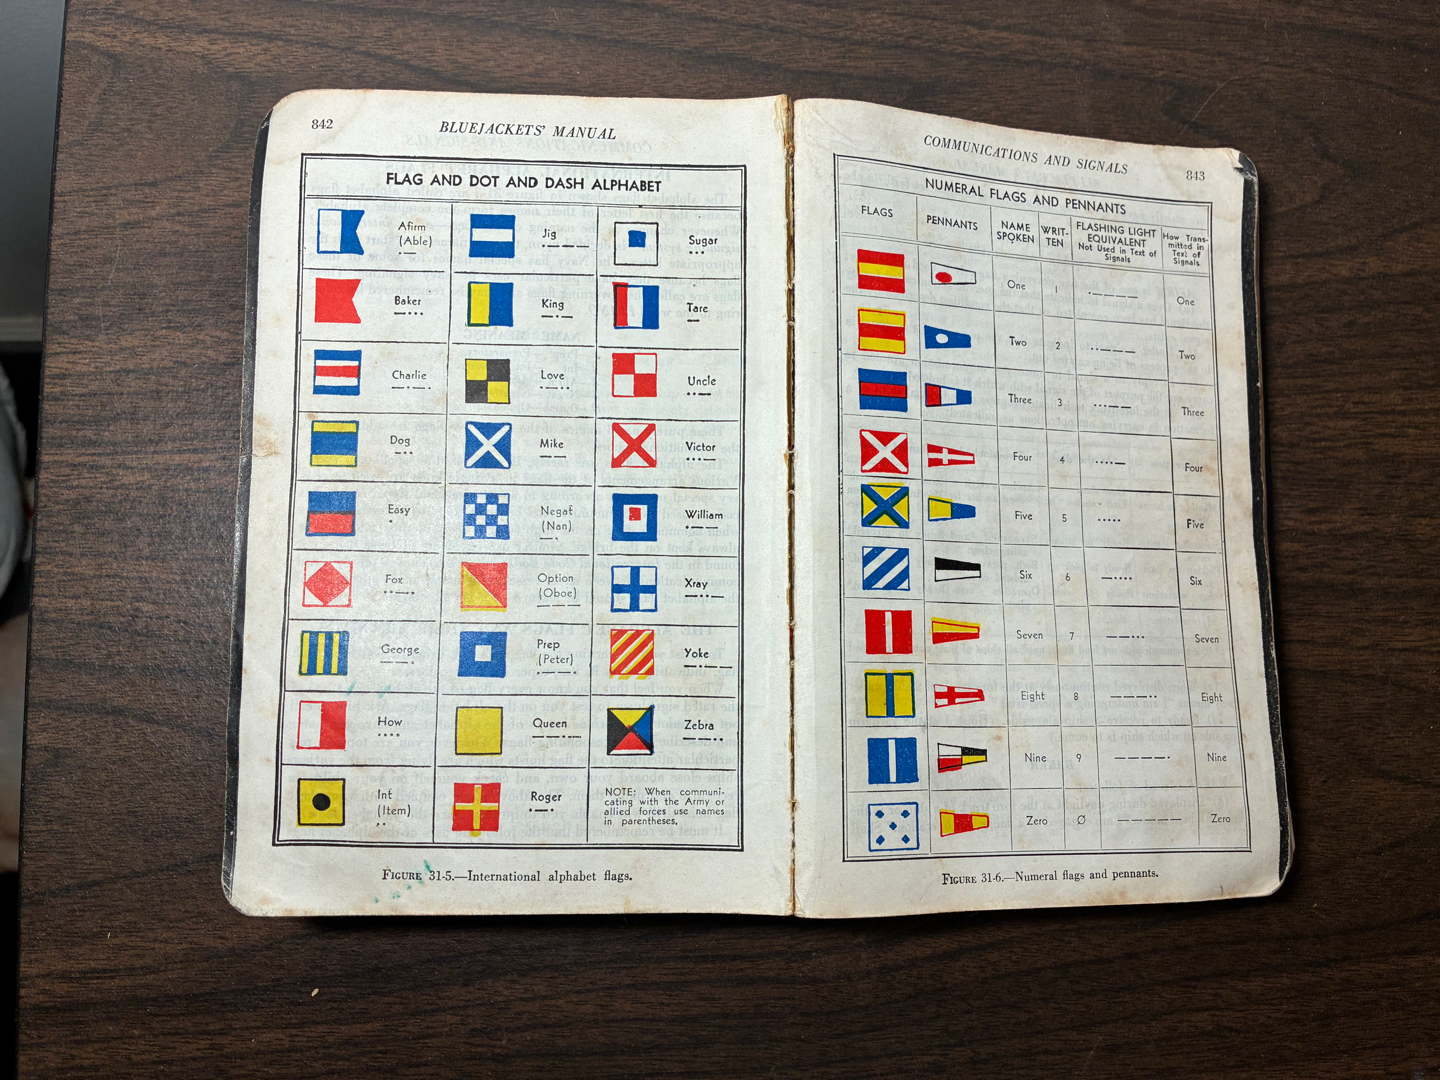 842
BLUEJACKETS' MANUAL
FLAG AND DOT AND DASH ALPHABET
Afirm
(Able)
·—
Jig
·———
Sugar
···
Baker
—···
King
—·—
Tare
—
Charlie
—·—·
Love
·—··
Uncle
··—
Dog
—··
Mike
——
Victor
···—
Easy
·
Negat
(Nan)
—·
William
·——
Fox
··—·
Option
(Oboe)
———
Xray
—··—
George
——·
Prep
(Peter)
·——·
Yoke
—·——
How
····
Queen
——·—
Zebra
——··
Int
(Item)
··
Roger
·—·
NOTE: When communi-
cating with the Army or
allied forces use names
in parentheses.
FIGURE 31-5.—International alphabet flags.
COMMUNICATIONS AND SIGNALS
843
NUMERAL FLAGS AND PENNANTS
FLAGS
PENNANTS
NAME
SPOKEN
WRIT-
TEN
FLASHING LIGHT
EQUIVALENT
Not Used in Text of
Signals
How Trans-
mitted in
Text of
Signals
One 1 ·———— One
Two 2 ··——— Two
Three 3 ···—— Three
Four 4 ····— Four
Five 5 ····· Five
Six 6 —···· Six
Seven 7 ——··· Seven
Eight 8 ———·· Eight
Nine 9 ————· Nine
Zero Ø ————— Zero
FIGURE 31-6.—Numeral flags and pennants.